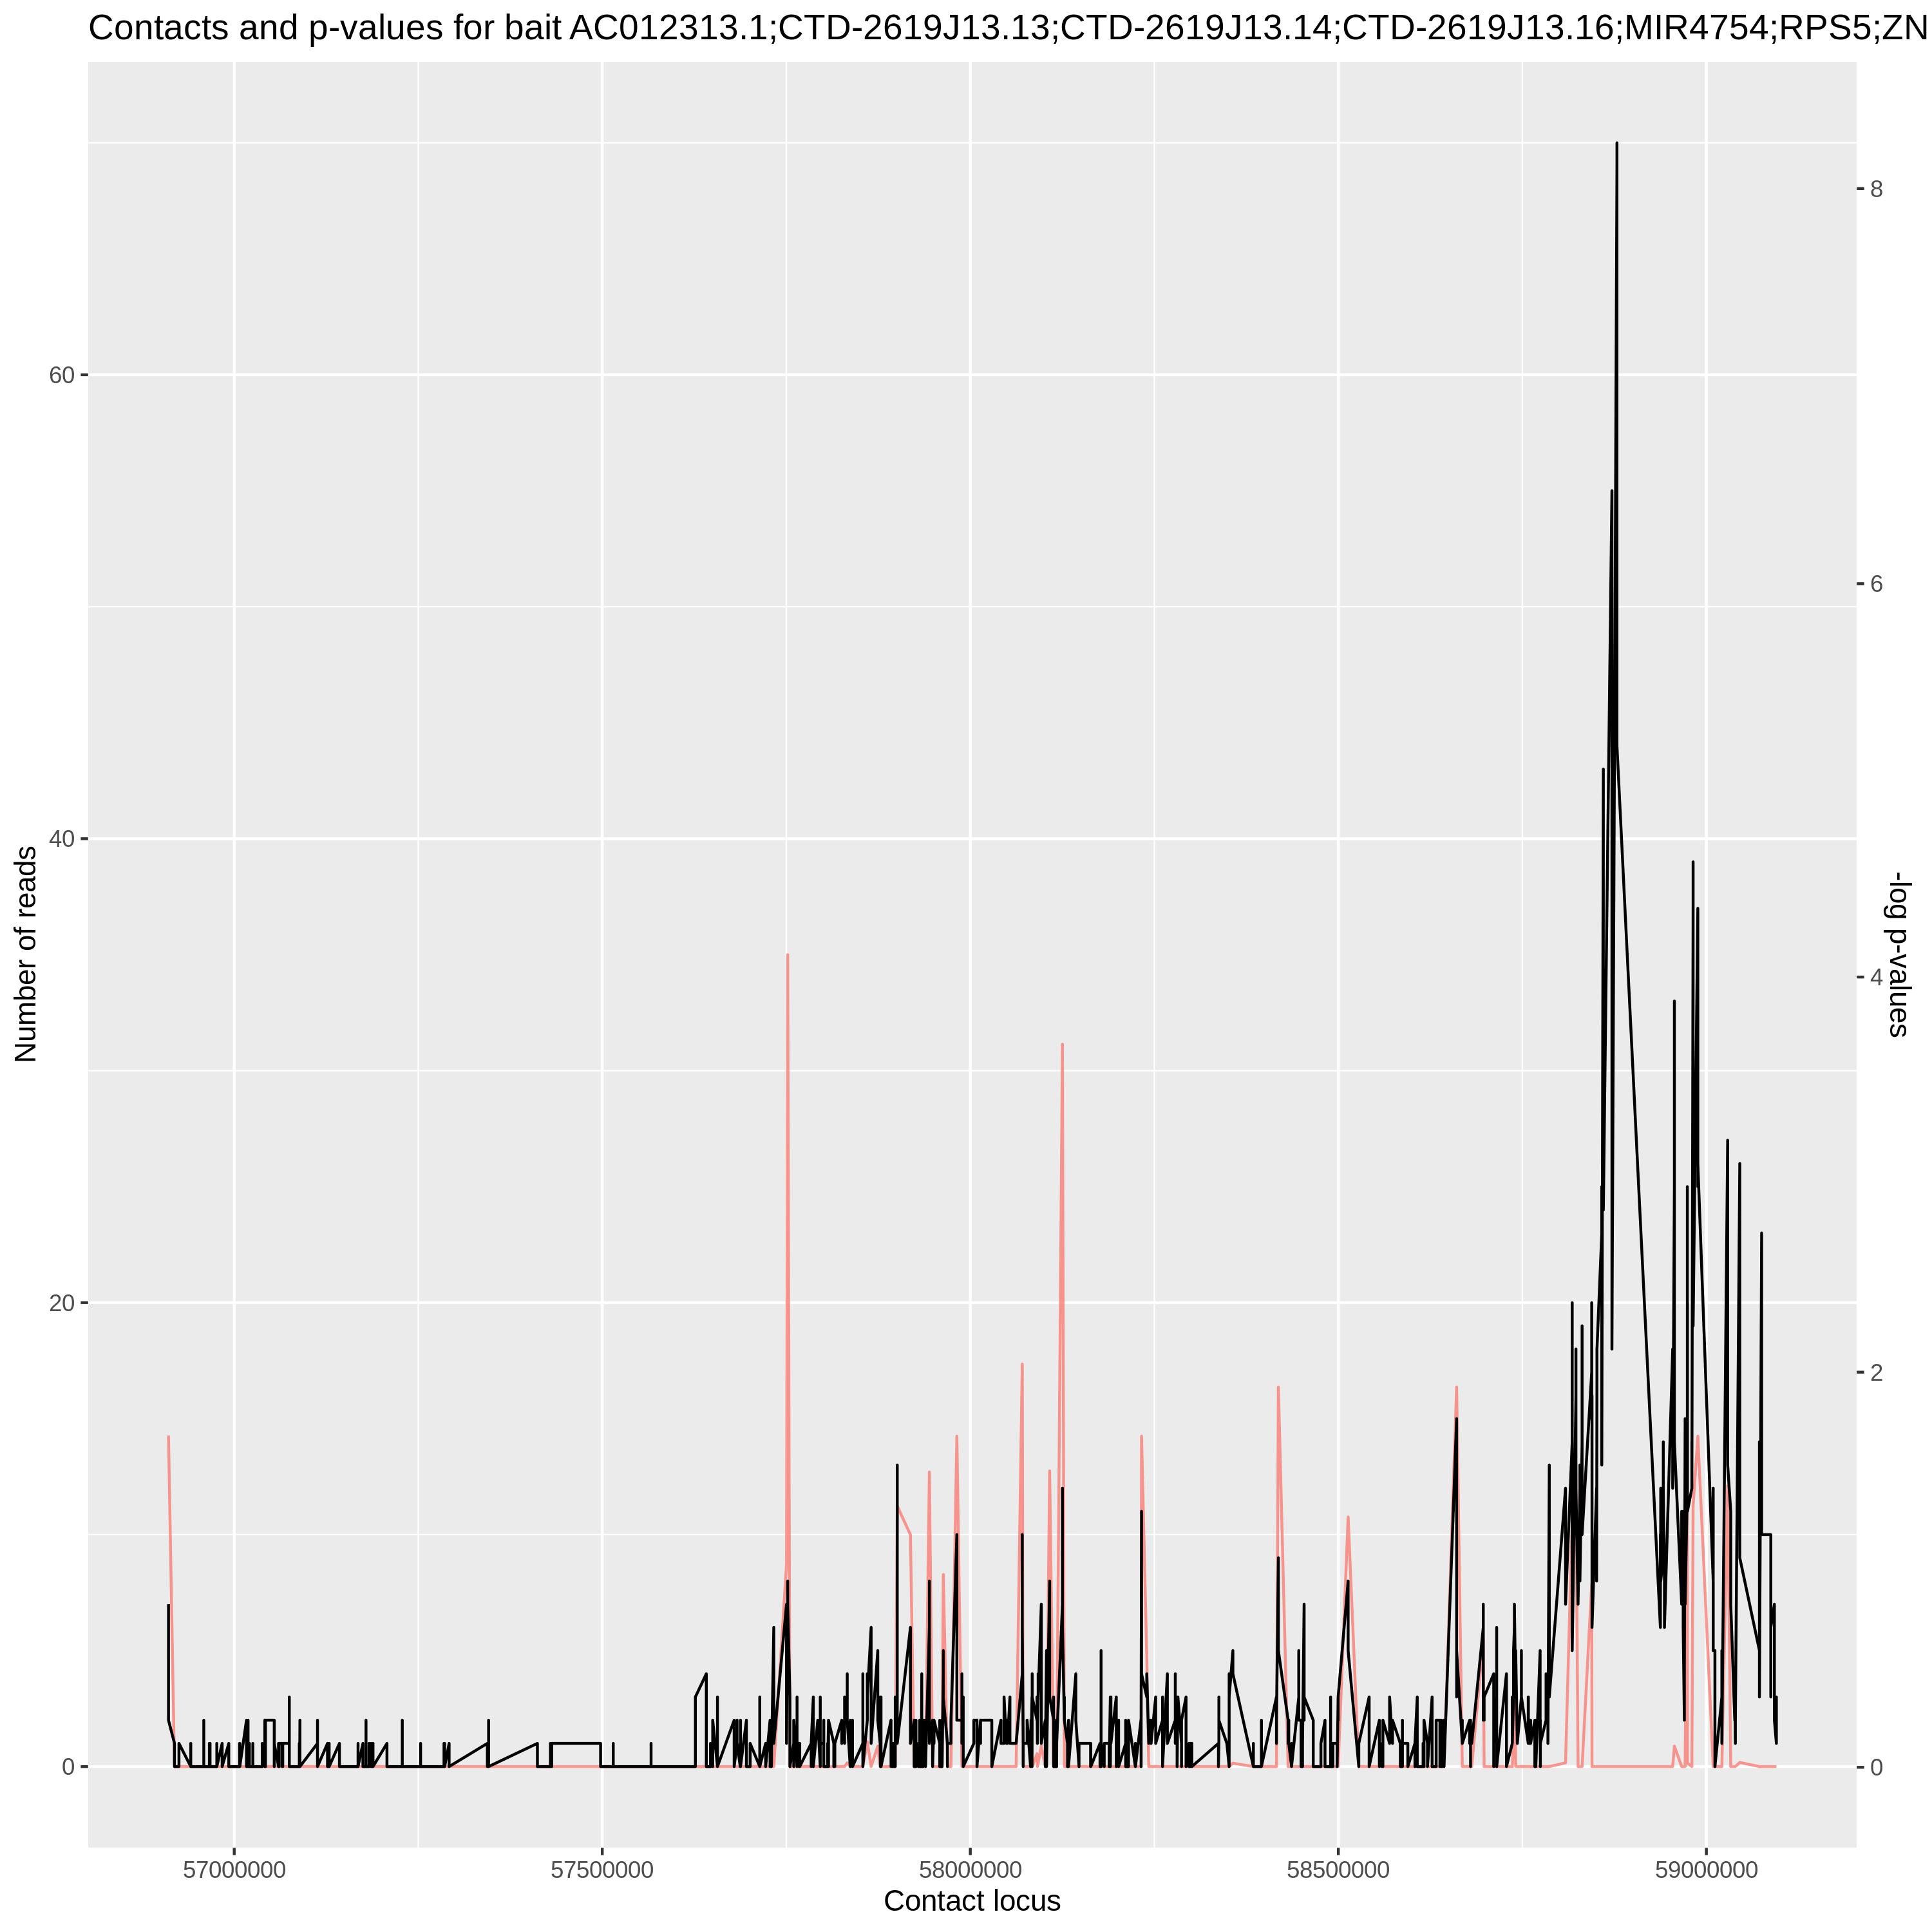 Contacts and p-values for bait AC012313.1;CTD-2619J13.13;CTD-2619J13.14;CTD-2619J13.16;MIR4754;RPS5;ZN
60
40
20
0
Number of reads
8
6
4
2
0
-log p-values
57000000 57500000 58000000 58500000 59000000
Contact locus